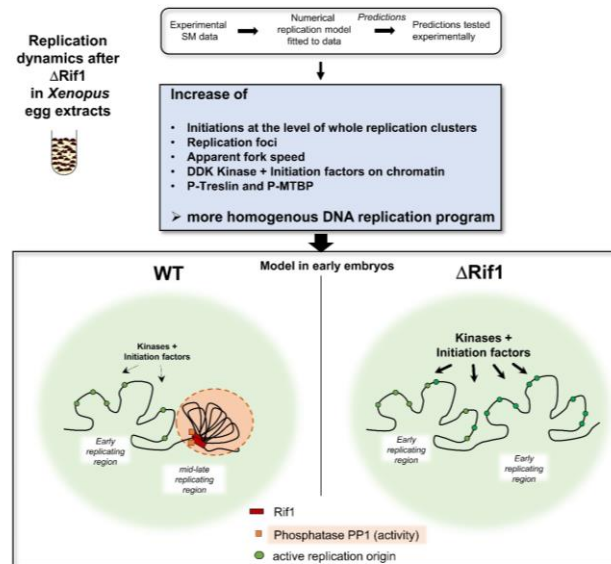 Replication
dynamics after
ΔRif1
in Xenopus
egg extracts
Experimental
SM data
Numerical
replication model
fitted to data
Predictions
Predictions tested
experimentally
Increase of
• Initiations at the level of whole replication clusters
• Replication foci
• Apparent fork speed
• DDK Kinase + Initiation factors on chromatin
• P-Treslin and P-MTBP
➢ more homogenous DNA replication program
Model in early embryos
WT
Kinases +
Initiation factors
Early
replicating
region
mid-late
replicating
region
ΔRif1
Kinases +
Initiation factors
Early
replicating
region
Early
replicating
region
Rif1
Phosphatase PP1 (activity)
active replication origin